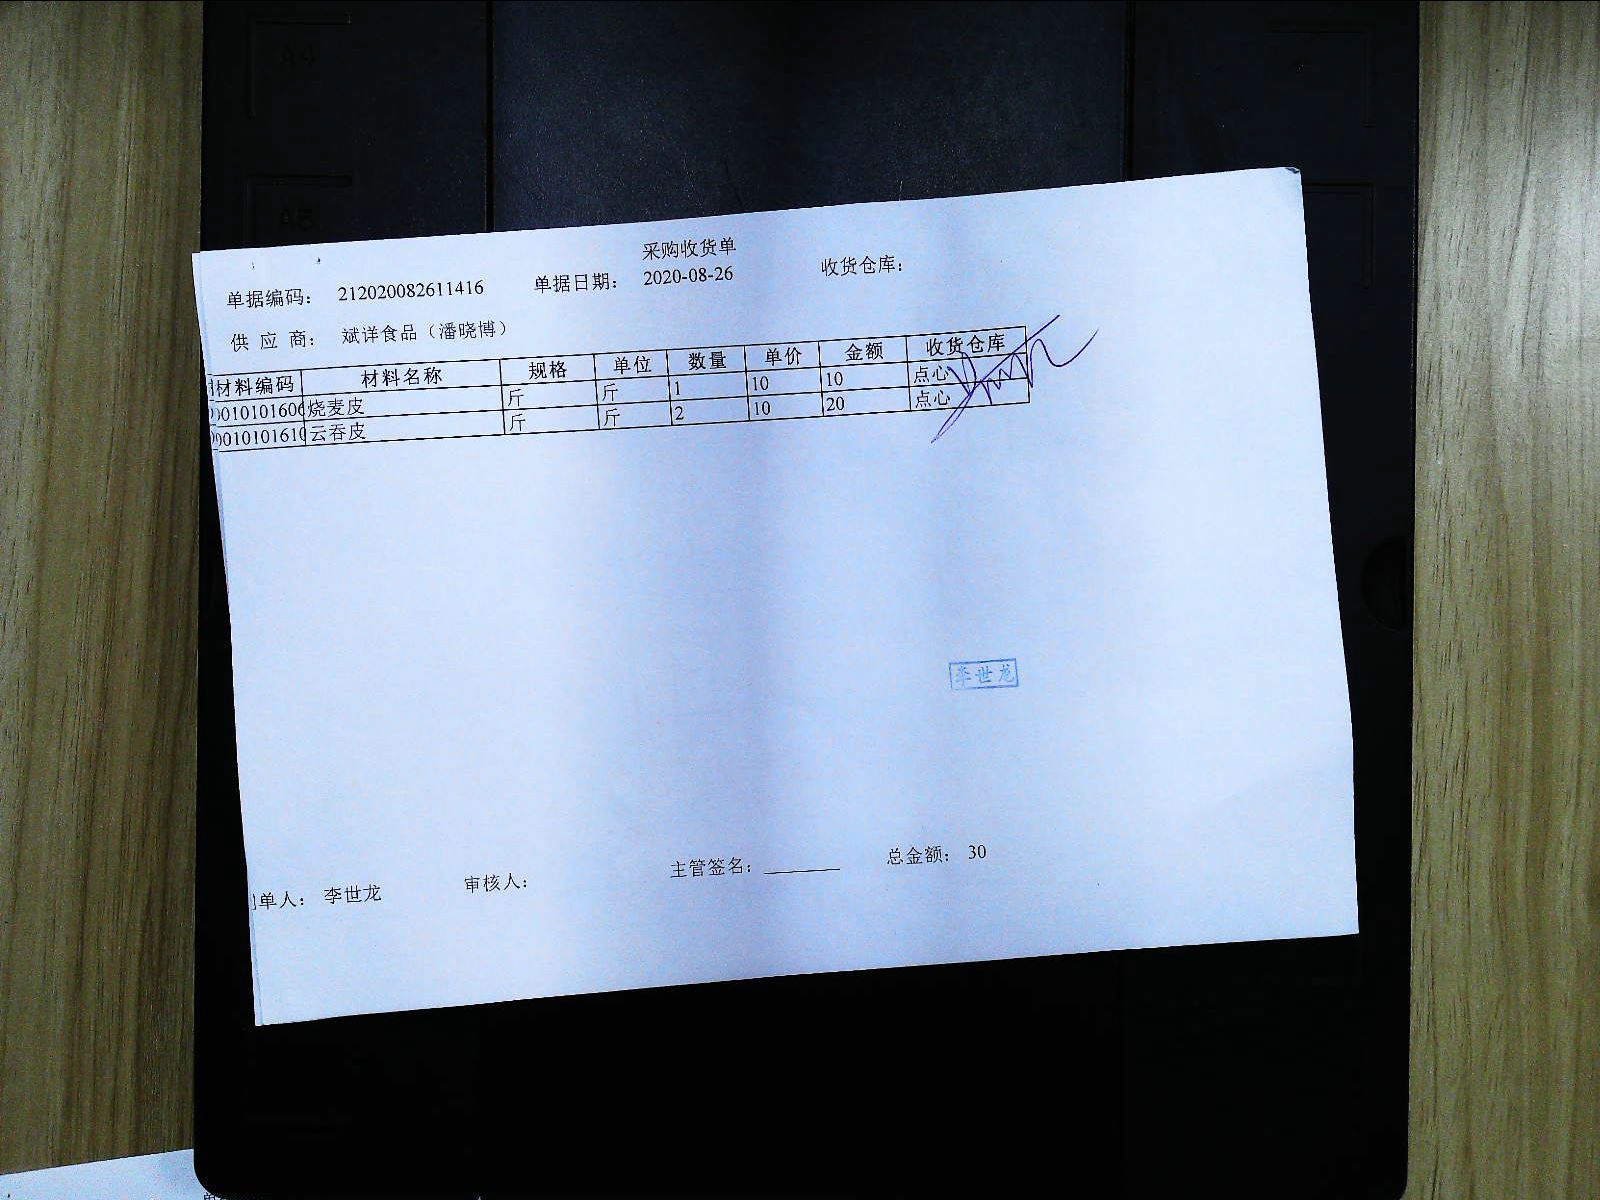 采购收货单
单据编码： 212020082611416 单据日期： 2020-08-26 收货仓库：
供 应 商： 斌详食品（潘晓博）
材料编码 材料名称 规格 单位 数量 单价 金额 收货仓库
0010101606 烧麦皮 斤 斤 1 10 10 点心
0010101610 云吞皮 斤 斤 2 10 20 点心
李世龙
单人： 李世龙 审核人： 主管签名： 总金额： 30
A5